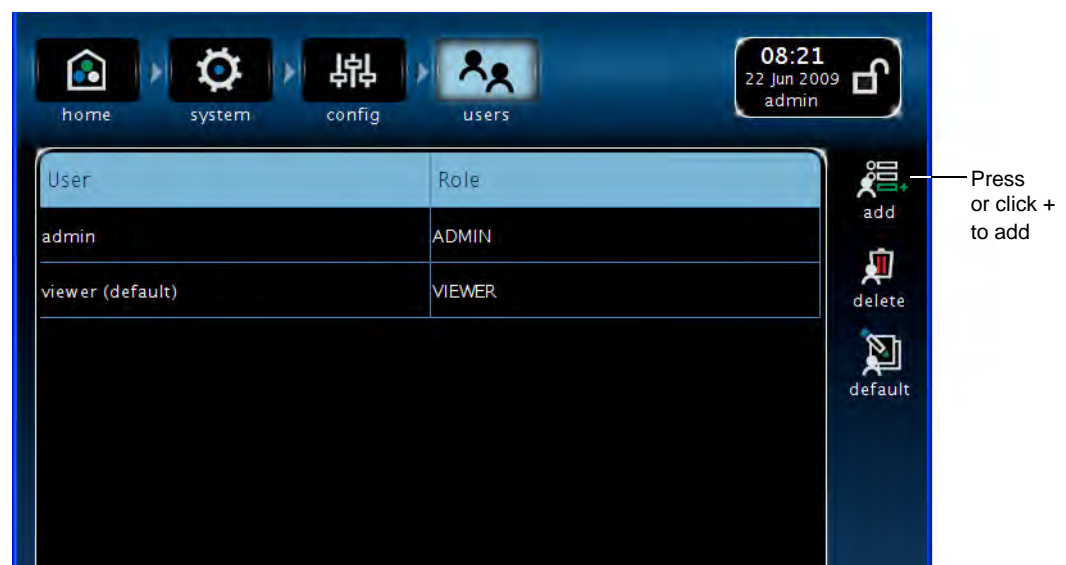 home
system
config
users
08:21
22 Jun 2009
admin
User Role
admin ADMIN
viewer (default) VIEWER
add
delete
default
Press
or click +
to add